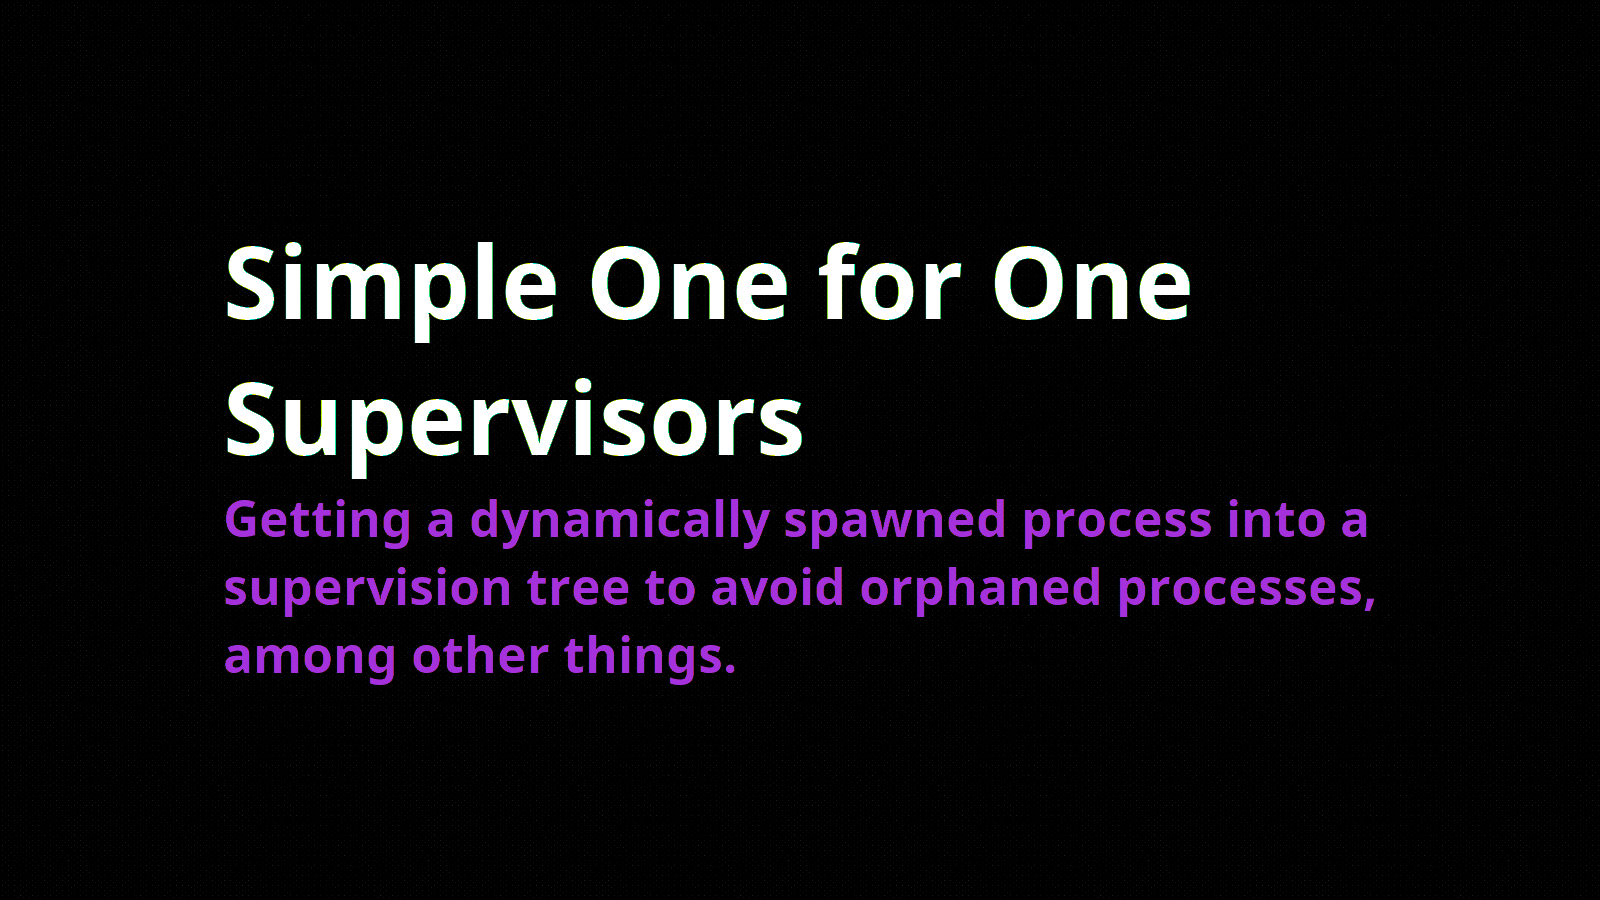 Simple One for One
Supervisors
Getting a dynamically spawned process into a
supervision tree to avoid orphaned processes,
among other things.